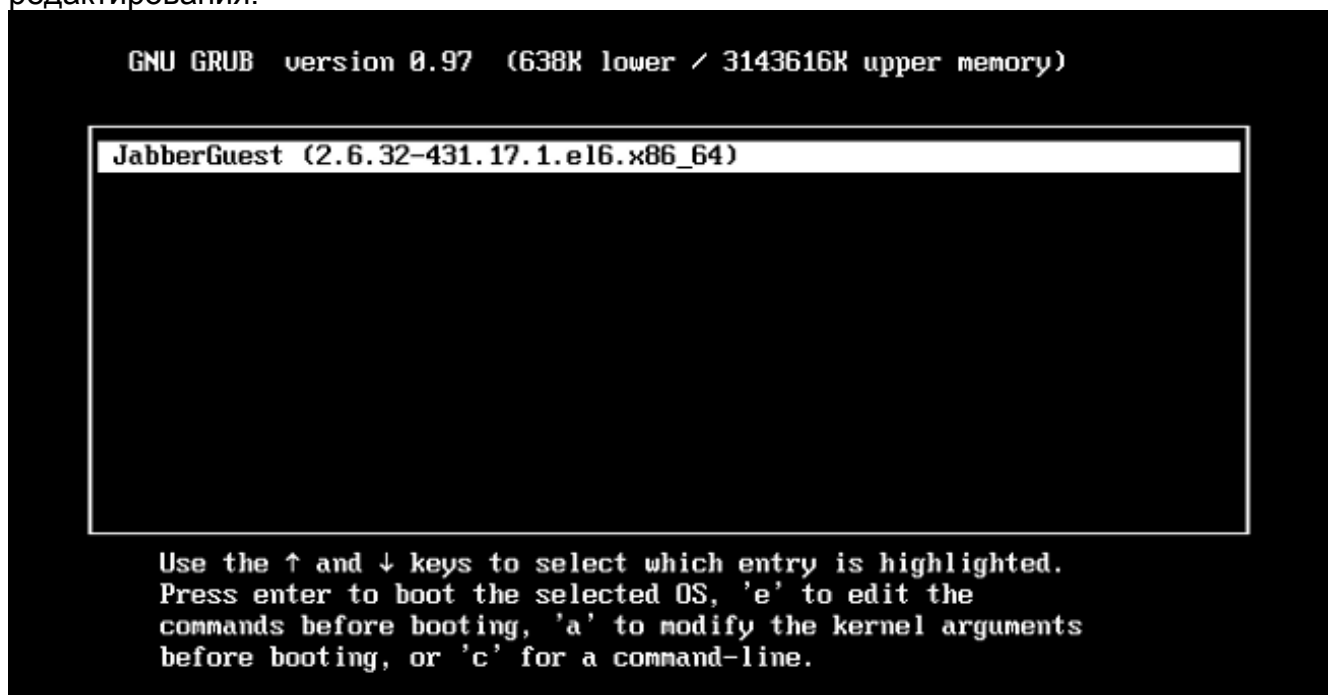 редактирования.
GNU GRUB version 0.97 (638K lower / 3143616K upper memory)
JabberGuest (2.6.32-431.17.1.el6.x86_64)
Use the ↑ and ↓ keys to select which entry is highlighted.
Press enter to boot the selected OS, 'e' to edit the
commands before booting, 'a' to modify the kernel arguments
before booting, or 'c' for a command-line.